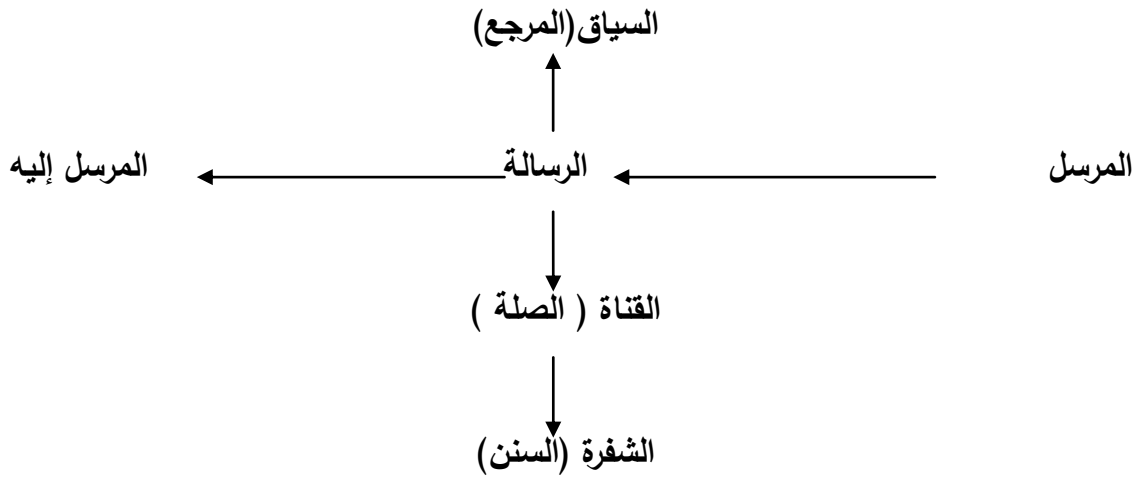 السياق(المرجع)
المرسل الرسالة المرسل إليه
القناة ( الصلة )
الشفرة (السنن)